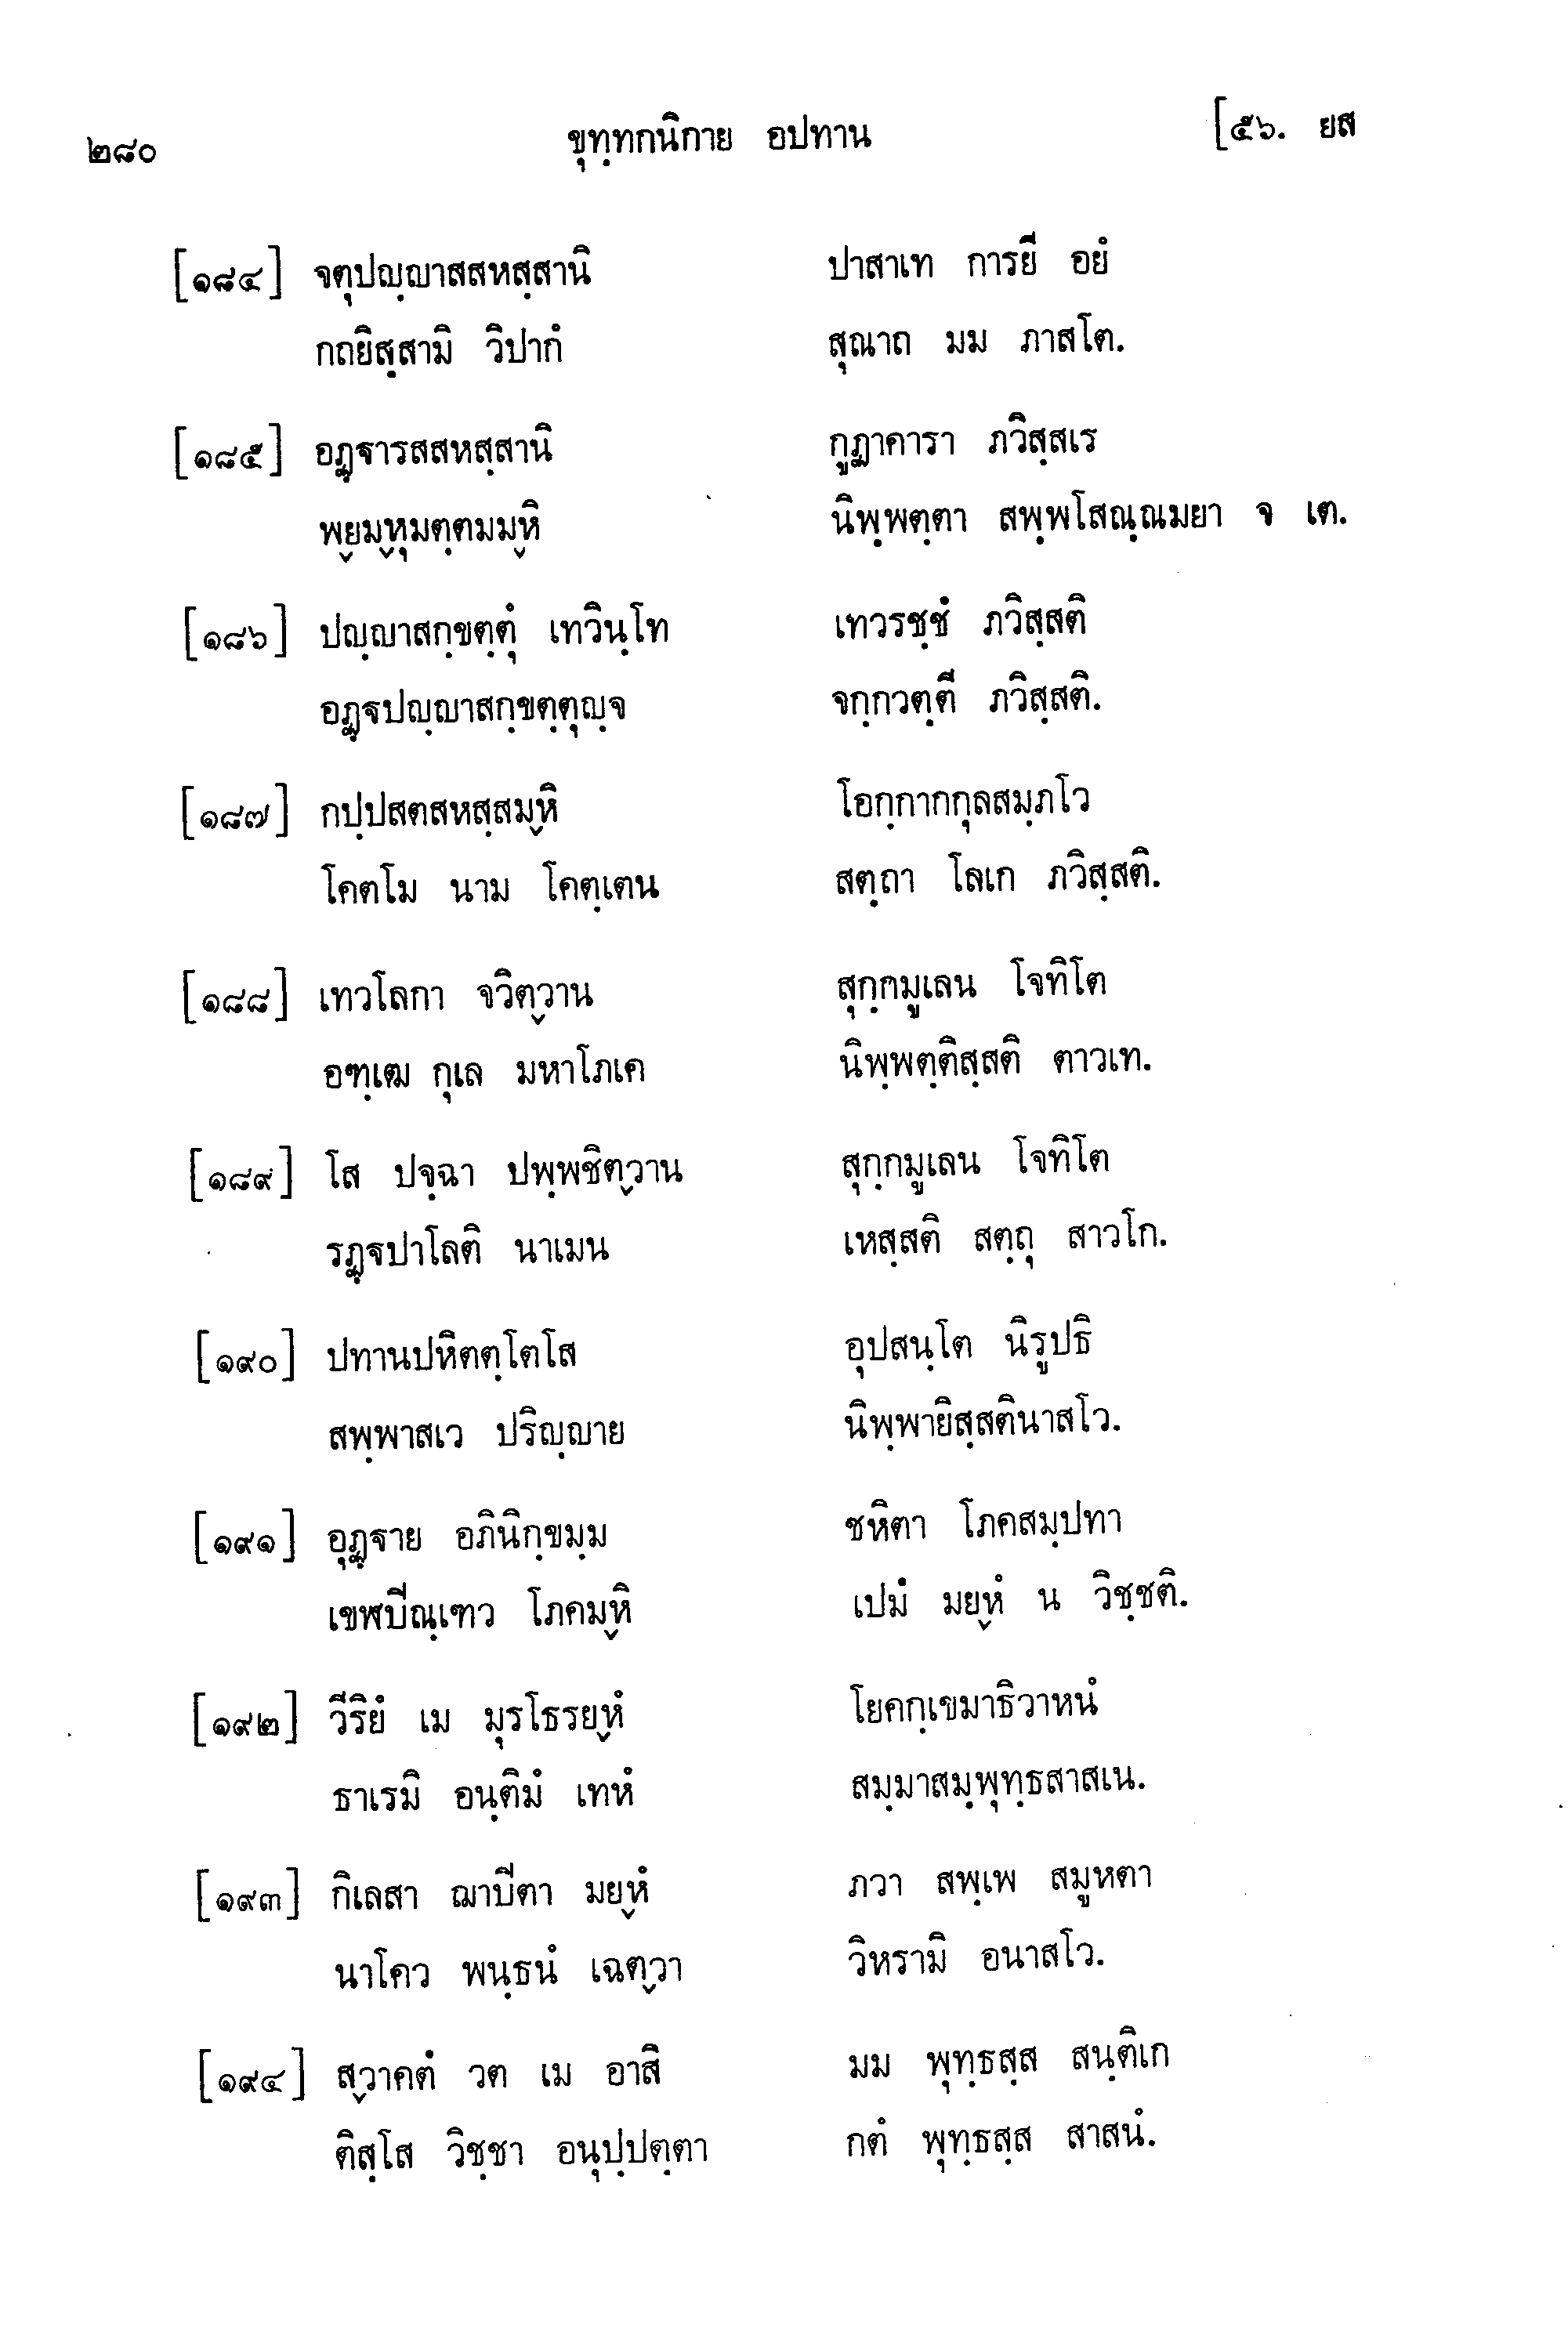 ๒๘๐ ขุทฺทกนิกาย อปทาน [๕๖. ยส
[๑๘๔] จตุปญฺญาสสหสฺสานิ ปาสาเท การยี อยํ
กถยิสฺสามิ วิปากํ สุณาถ มม ภาสโต.
[๑๘๕] อฏฺฐารสสหสฺสานิ กูฏาคารา ภวิสฺสเร
พฺยมฺหุมตฺตมมฺหิ นิพฺพตฺตา สพฺพโสณฺณมยา จ เต.
[๑๘๖] ปญฺญาสกฺขตฺตุํ เทวินฺโท เทวรชฺชํ ภวิสฺสติ
อฏฺฐปญฺญาสกฺขตฺตุญฺจ จกฺกวตฺตี ภวิสฺสติ.
[๑๘๗] กปฺปสตสหสฺสมฺหิ โอกฺกากกุลสมฺภโว
โคตโม นาม โคตฺเตน สตฺถา โลเก ภวิสฺสติ.
[๑๘๘] เทวโลกา จวิตฺวาน สุกฺกมูเลน โจทิโต
อฑฺเฒ กุเล มหาโภเค นิพฺพตฺติสฺสติ ตาวเท.
[๑๘๙] โส ปจฺฉา ปพฺพชิตฺวาน สุกฺกมูเลน โจทิโต
รฏฺฐปาโลติ นาเมน เหสฺสติ สตฺถุ สาวโก.
[๑๙๐] ปทานปหิตตฺโตโส อุปสนฺโต นิรูปธิ
สพฺพาสเว ปริญฺญาย นิพฺพายิสฺสตินาสโว.
[๑๙๑] อุฏฺฐาย อภินิกฺขมฺม ชหิตา โภคสมฺปทา
เขฬปีณฺเฑว โภคมฺหิ เปมํ มยฺหํ น วิชฺชติ.
[๑๙๒] วีริยํ เม มุรโธรยฺหํ โยคกฺเขมาธิวาหนํ
ธาเรมิ อนฺติมํ เทหํ สมฺมาสมฺพุทฺธสาสเน.
[๑๙๓] กิเลสา ฌาปีตา มยฺหํ ภวา สพฺเพ สมูหตา
นาโคว พนฺธนํ เฉตฺวา วิหรามิ อนาสโว.
[๑๙๔] สฺวาคตํ วต เม อาสิ มม พุทฺธสฺส สนฺติเก
ติสฺโส วิชฺชา อนุปฺปตฺตา กตํ พุทฺธสฺส สาสนํ.